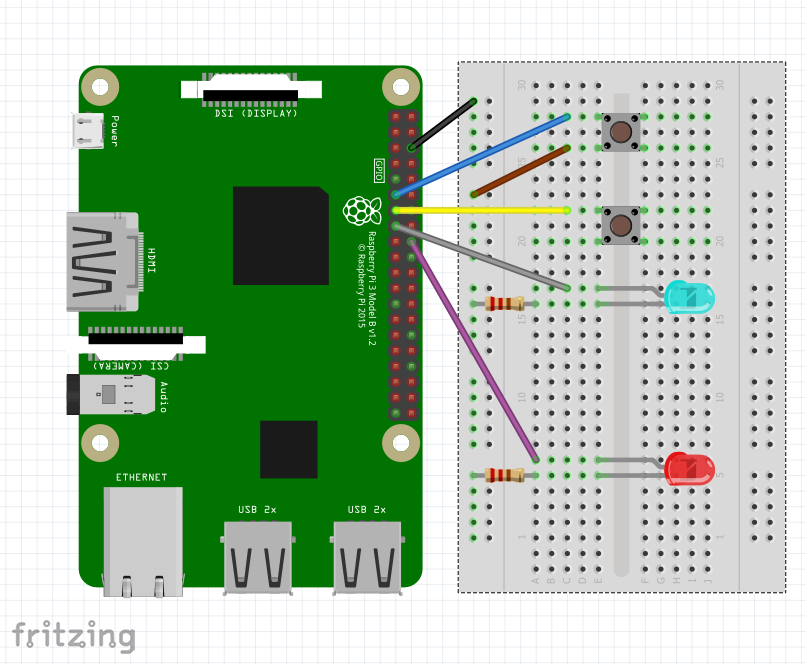 DSI (DISPLAY)
Power
GPIO
HDMI
Raspberry Pi 3 Model B v1.2
© Raspberry Pi 2015
CSI (CAMERA)
Audio
ETHERNET
USB 2x
USB 2x
30
30
25
25
20
20
15
15
10
10
5
1
1
A B C D E F G H I J
fritzing